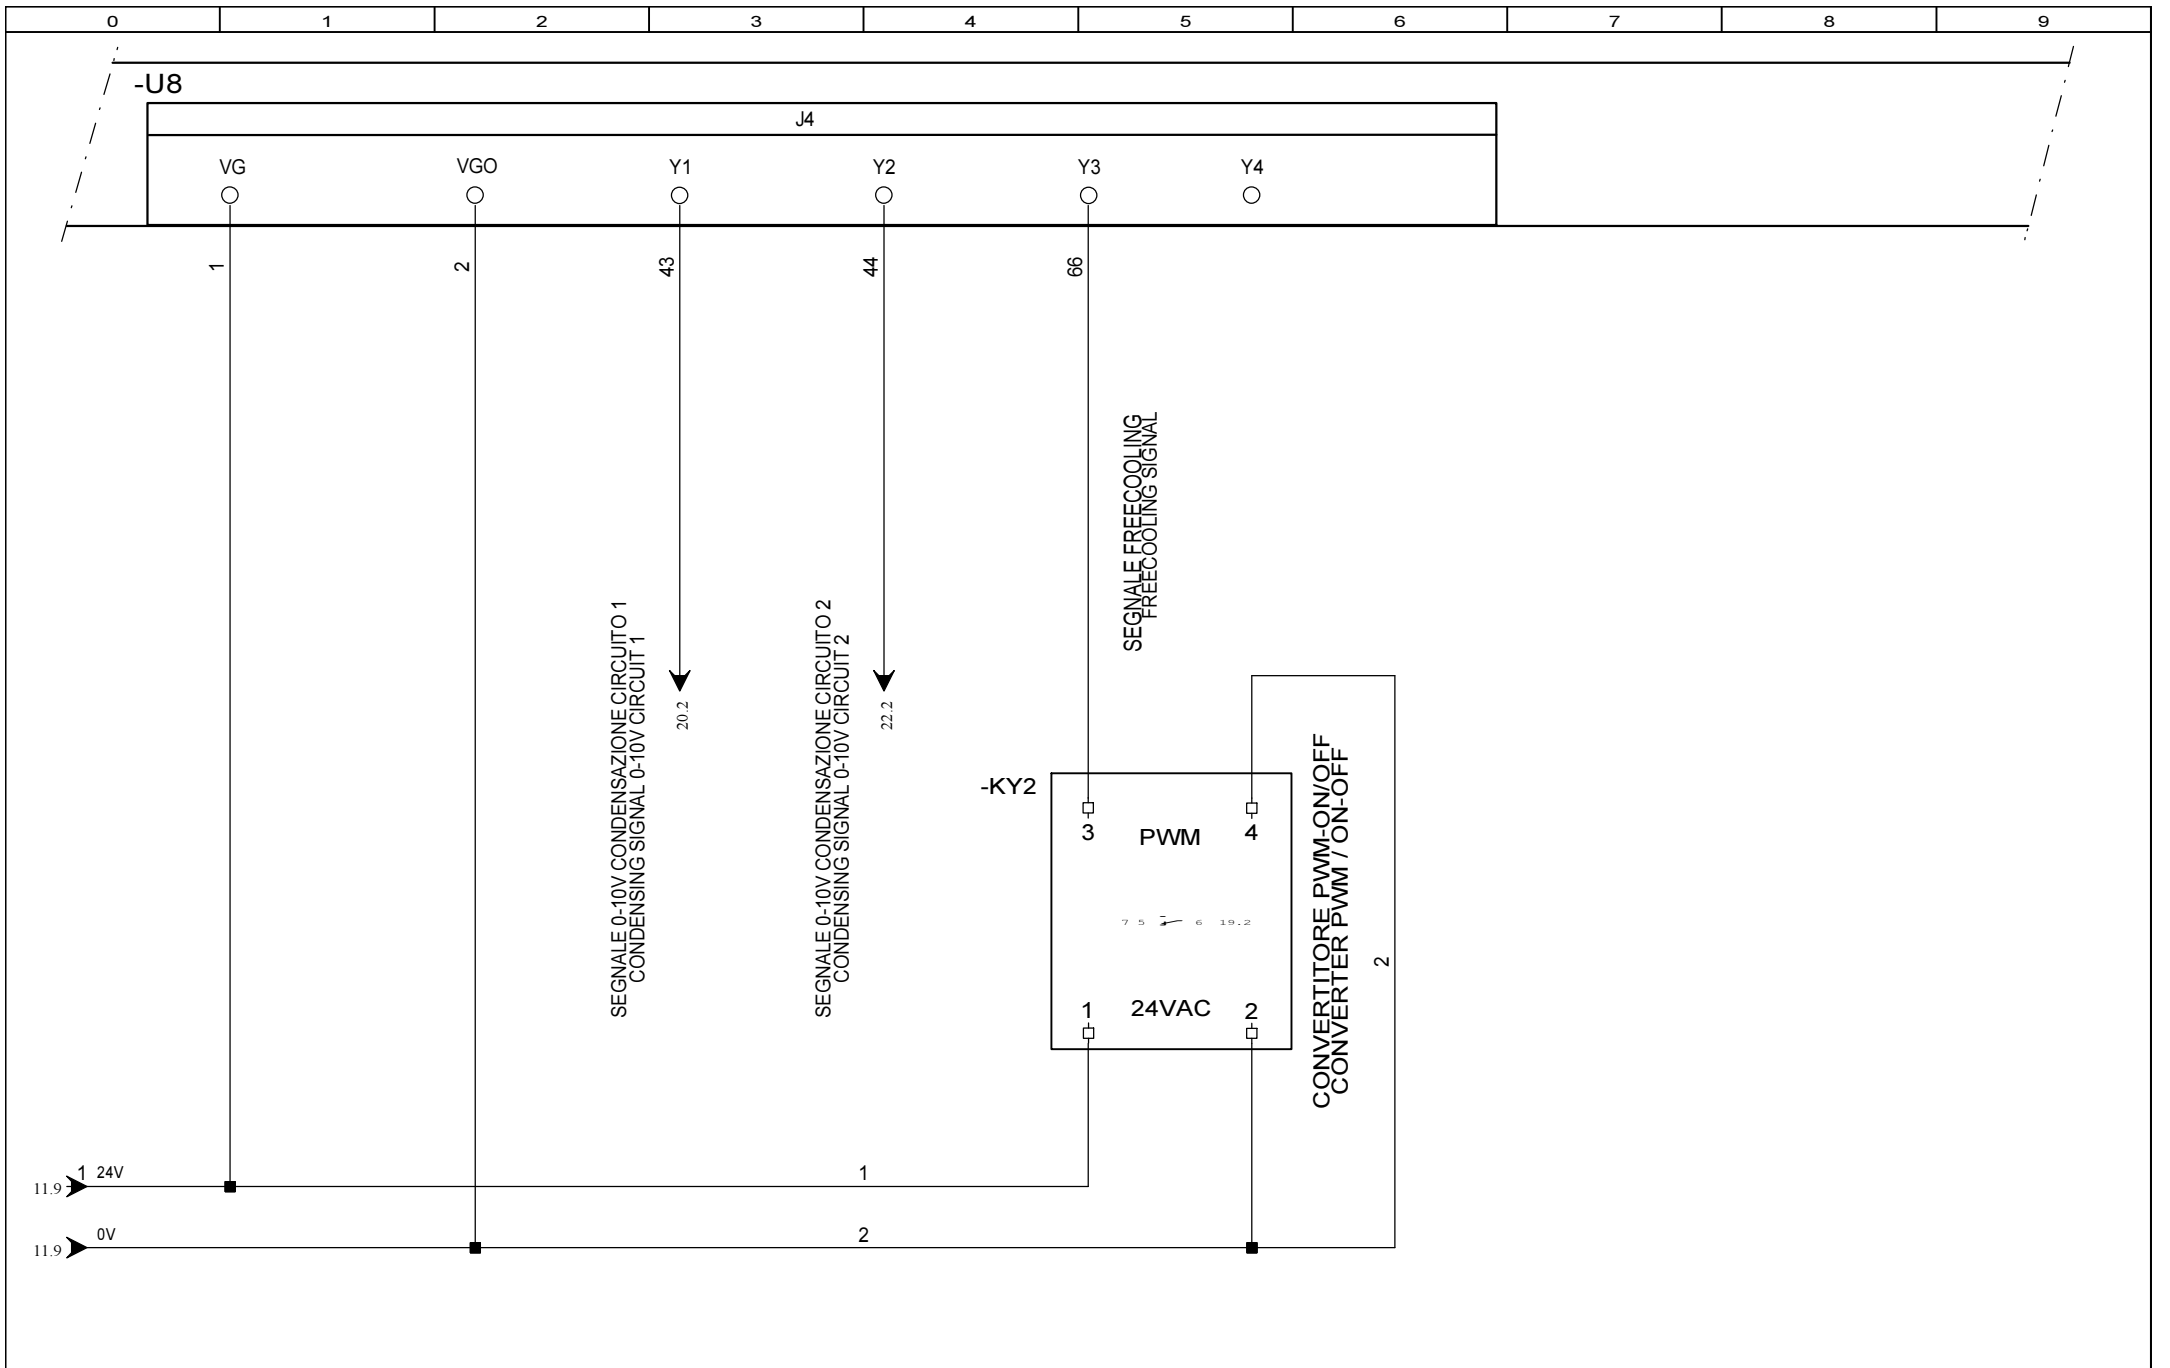 0 1 2 3 4 5 6 7 8 9
-U8
J4
VG VGO Y1 Y2 Y3 Y4
1 2 43 44 66
SEGNALE FREECOOLING
FREECOOLING SIGNAL
SEGNALE 0-10V CONDENSAZIONE CIRCUITO 1
CONDENSING SIGNAL 0-10V CIRCUIT 1
20.2
SEGNALE 0-10V CONDENSAZIONE CIRCUITO 2
CONDENSING SIGNAL 0-10V CIRCUIT 2
22.2
-KY2
3 PWM 4
7 5 6 19.2
1 24VAC 2
CONVERTITORE PWM-ON/OFF
CONVERTER PWM / ON-OFF
2
11.9 1 24V 1
11.9 0V 2